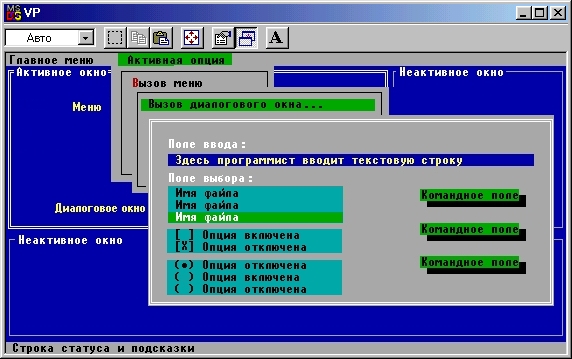 MS DOS VP
Авто
A
Главное меню Активная опция
Активное окно Неактивное окно
Вызов меню
Меню Вызов диалогового окна...
Поле ввода:
Здесь программист вводит текстовую строку
Поле выбора:
Имя файла Командное поле
Имя файла
Диалоговое окно Имя файла
[ ] Опция включена Командное поле
Неактивное окно [X] Опция отключена
(•) Опция отключена Командное поле
( ) Опция включена
( ) Опция отключена
Строка статуса и подсказки